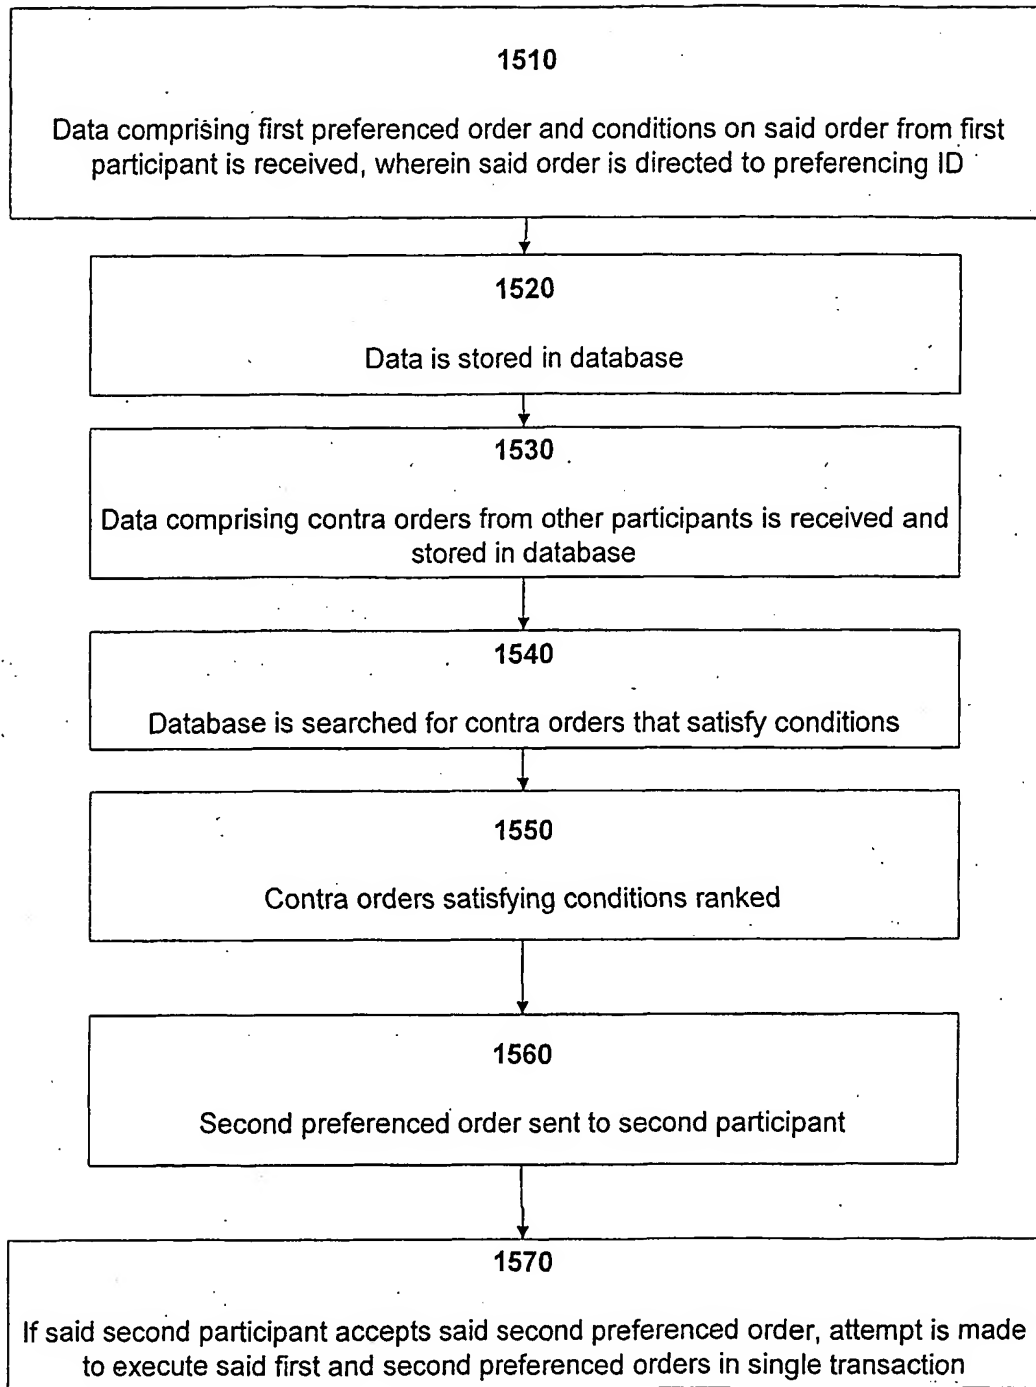 1510
Data comprising first preferenced order and conditions on said order from first
participant is received, wherein said order is directed to preferencing ID
1520
Data is stored in database
1530
Data comprising contra orders from other participants is received and
stored in database
1540
Database is searched for contra orders that satisfy conditions
1550
Contra orders satisfying conditions ranked
1560
Second preferenced order sent to second participant
1570
If said second participant accepts said second preferenced order, attempt is made
to execute said first and second preferenced orders in single transaction